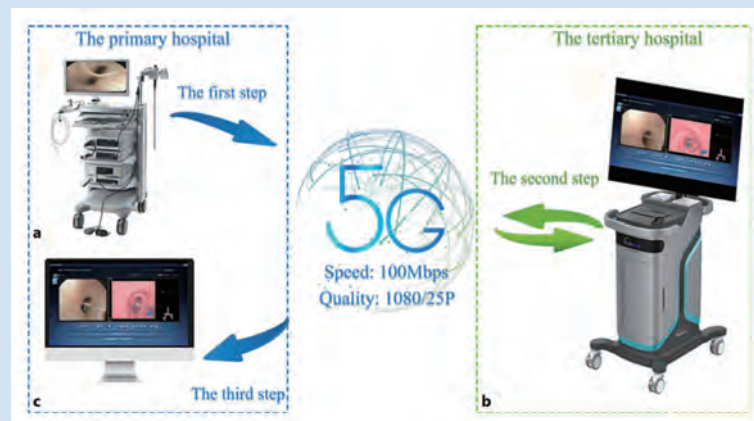 The primary hospital
The first step
a
The third step
c
5G
Speed: 100Mbps
Quality: 1080/25P
The tertiary hospital
The second step
b